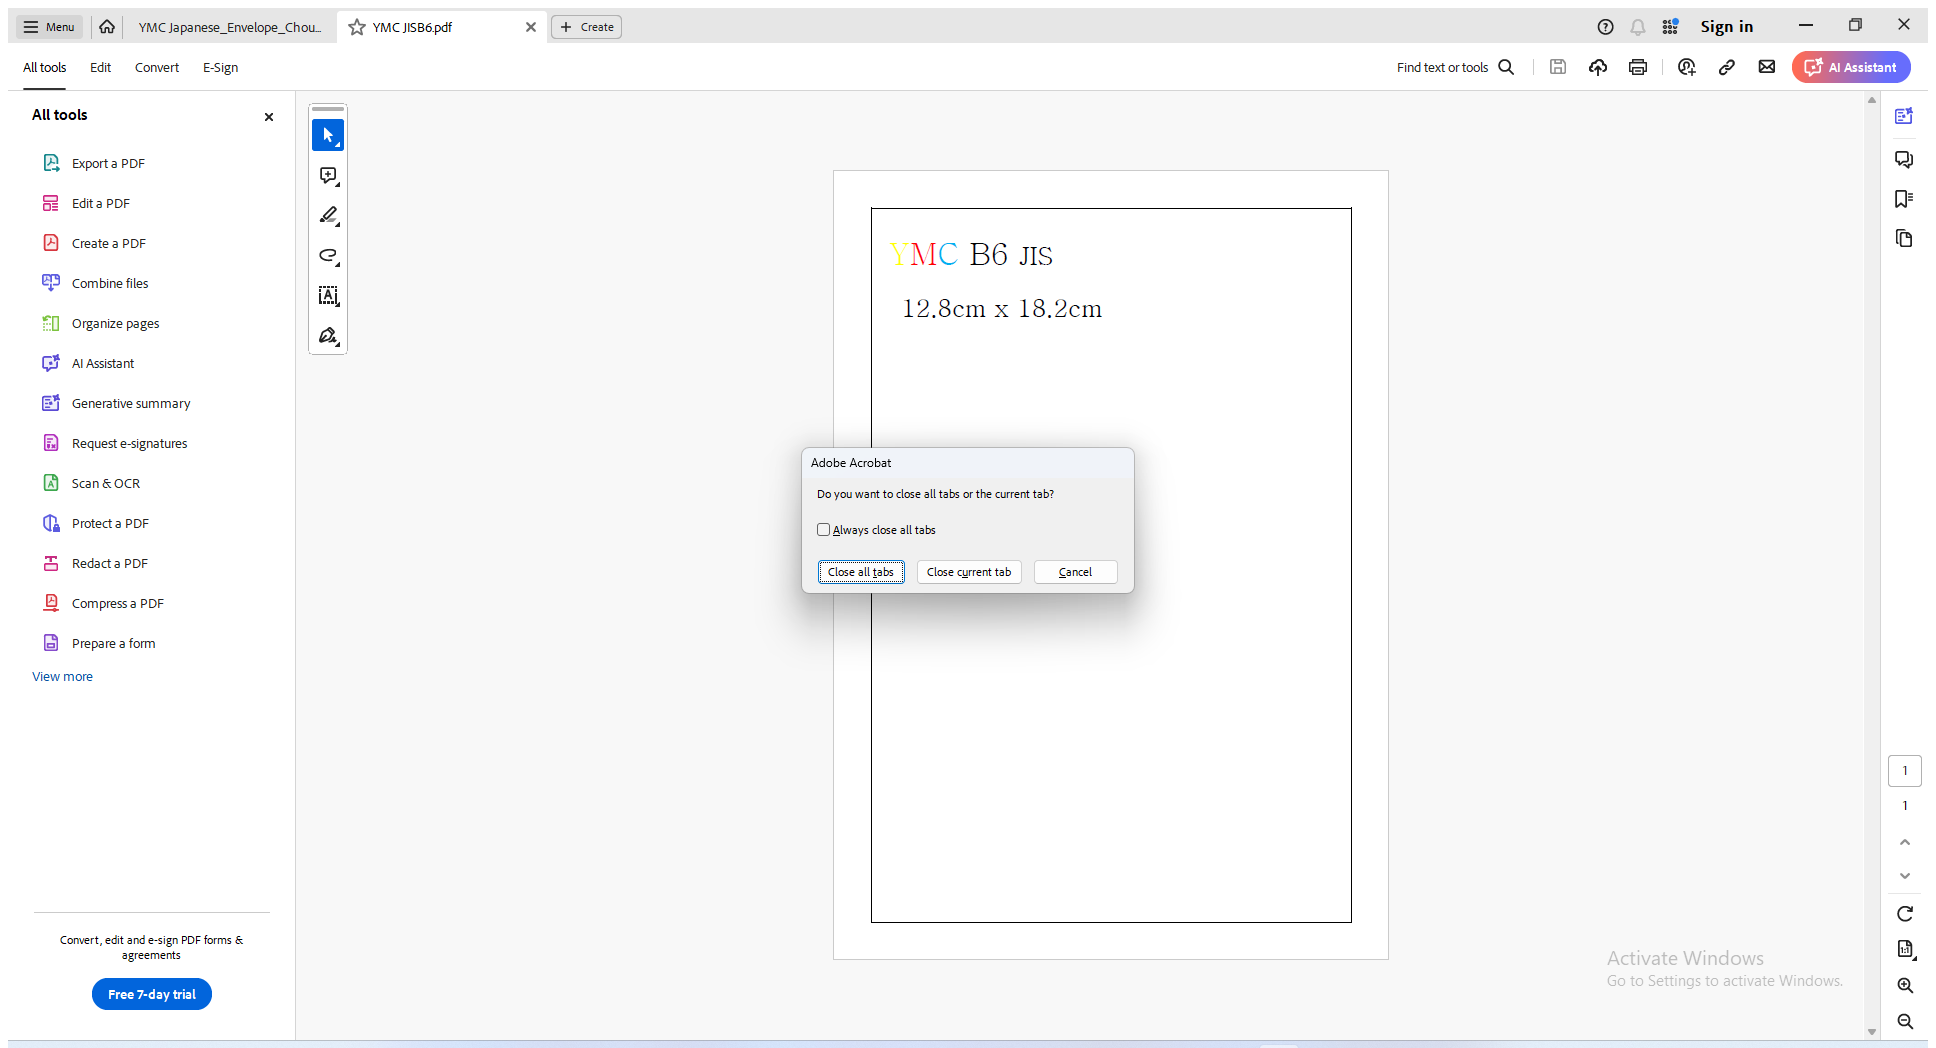 Menu
YMC Japanese_Envelope_Chou...
YMC JISB6.pdf
Create
Sign in
All tools
Edit
Convert
E-Sign
Find text or tools
AI Assistant
All tools
Export a PDF
Edit a PDF
Create a PDF
Combine files
Organize pages
AI Assistant
Generative summary
Request e-signatures
Scan & OCR
Protect a PDF
Redact a PDF
Compress a PDF
Prepare a form
View more
Convert, edit and e-sign PDF forms &
agreements
Free 7-day trial
YMC B6 JIS
12.8cm x 18.2cm
Adobe Acrobat
Do you want to close all tabs or the current tab?
Always close all tabs
Close all tabs
Close current tab
Cancel
1
1
Activate Windows
Go to Settings to activate Windows.